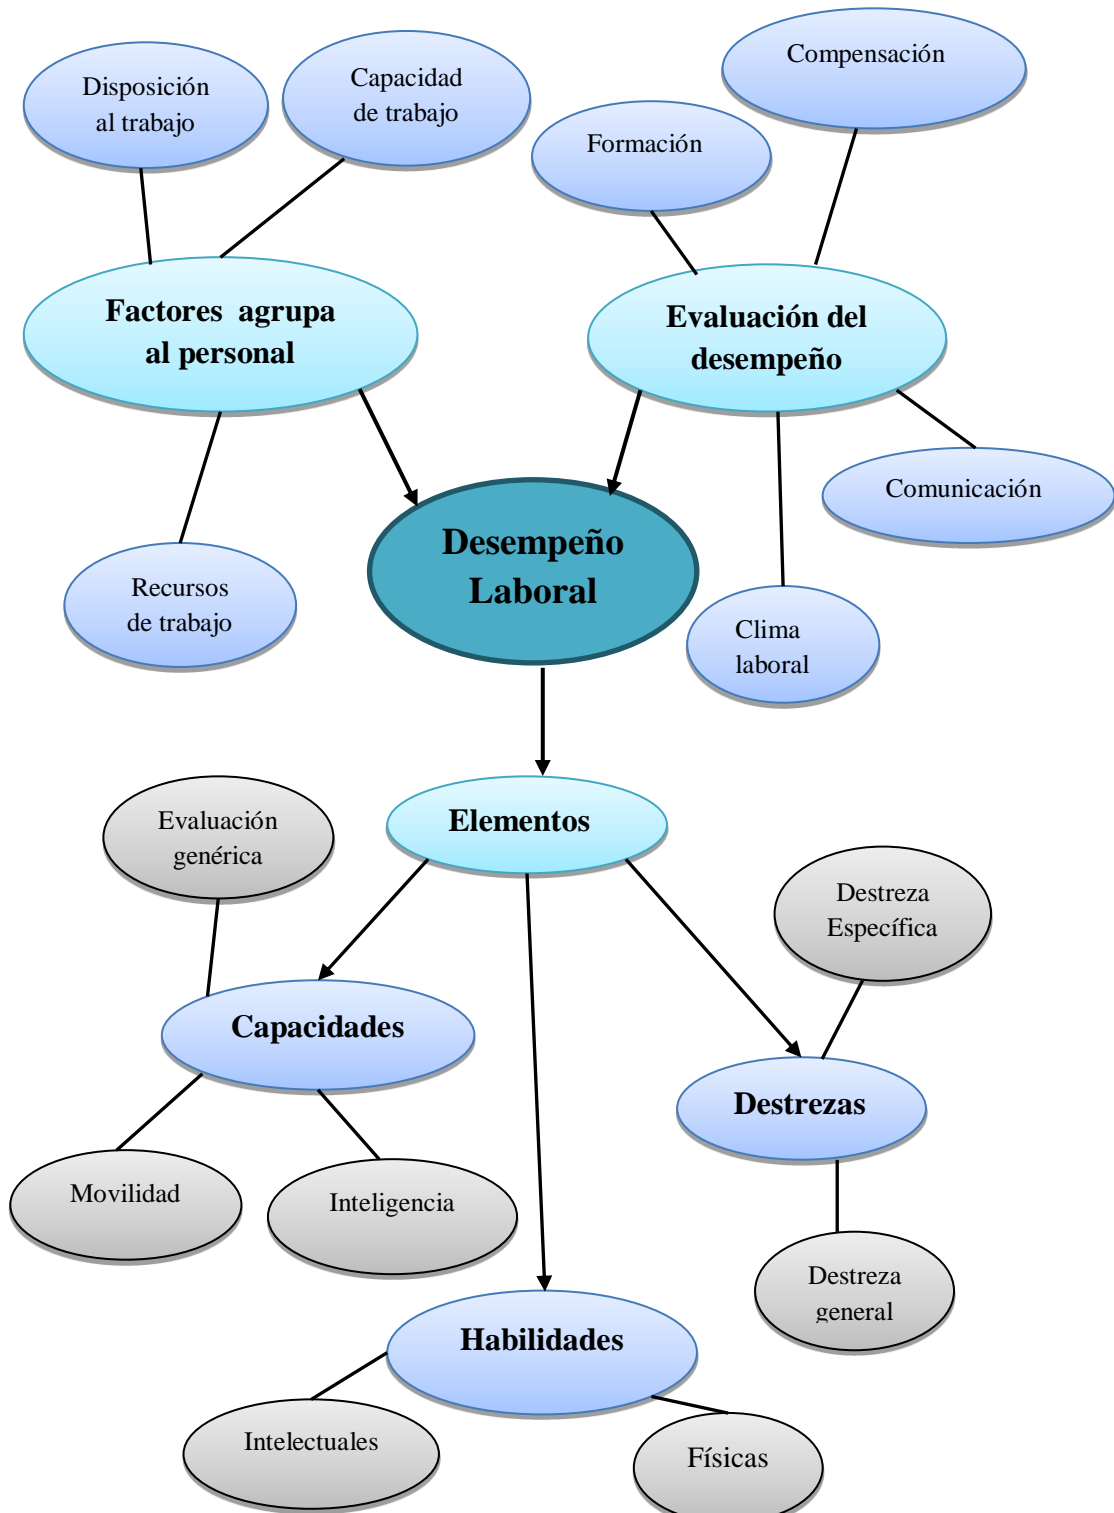 Disposición
al trabajo
Capacidad
de trabajo
Compensación
Formación
Factores  agrupa
al personal
Evaluación del
desempeño
Comunicación
Desempeño
Laboral
Recursos
de trabajo
Clima
laboral
Elementos
Evaluación
genérica
Destreza
Específica
Capacidades
Destrezas
Movilidad
Inteligencia
Destreza
general
Habilidades
Intelectuales
Físicas